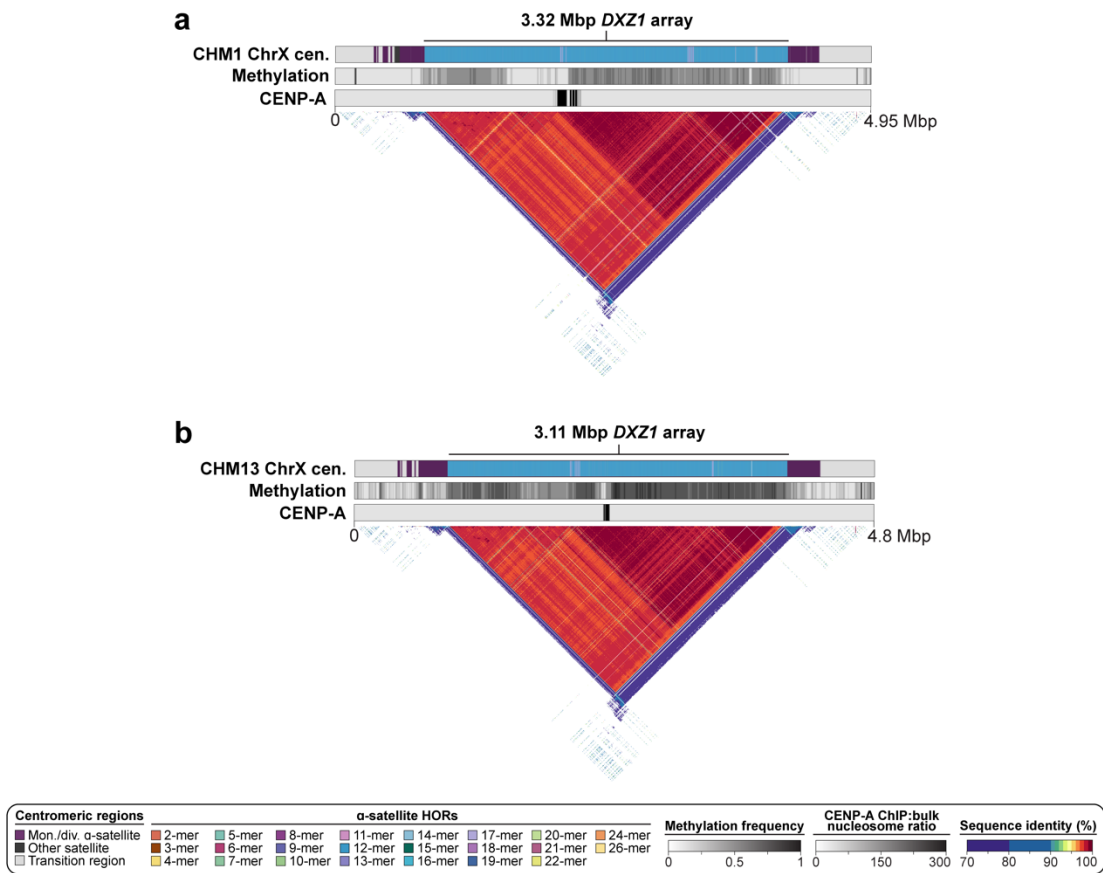 a
3.32 Mbp DXZ1 array
CHM1 ChrX cen.
Methylation
CENP-A
0
4.95 Mbp
b
3.11 Mbp DXZ1 array
CHM13 ChrX cen.
Methylation
CENP-A
0
4.8 Mbp
Centromeric regions
Mon./div. α-satellite
Other satellite
Transition region
α-satellite HORs
2-mer 5-mer 8-mer 11-mer 14-mer 17-mer 20-mer 24-mer
3-mer 6-mer 9-mer 12-mer 15-mer 18-mer 21-mer 26-mer
4-mer 7-mer 10-mer 13-mer 16-mer 19-mer 22-mer
Methylation frequency
0 0.5 1
CENP-A ChIP:bulk
nucleosome ratio
0 150 300
Sequence identity (%)
70 80 90 100